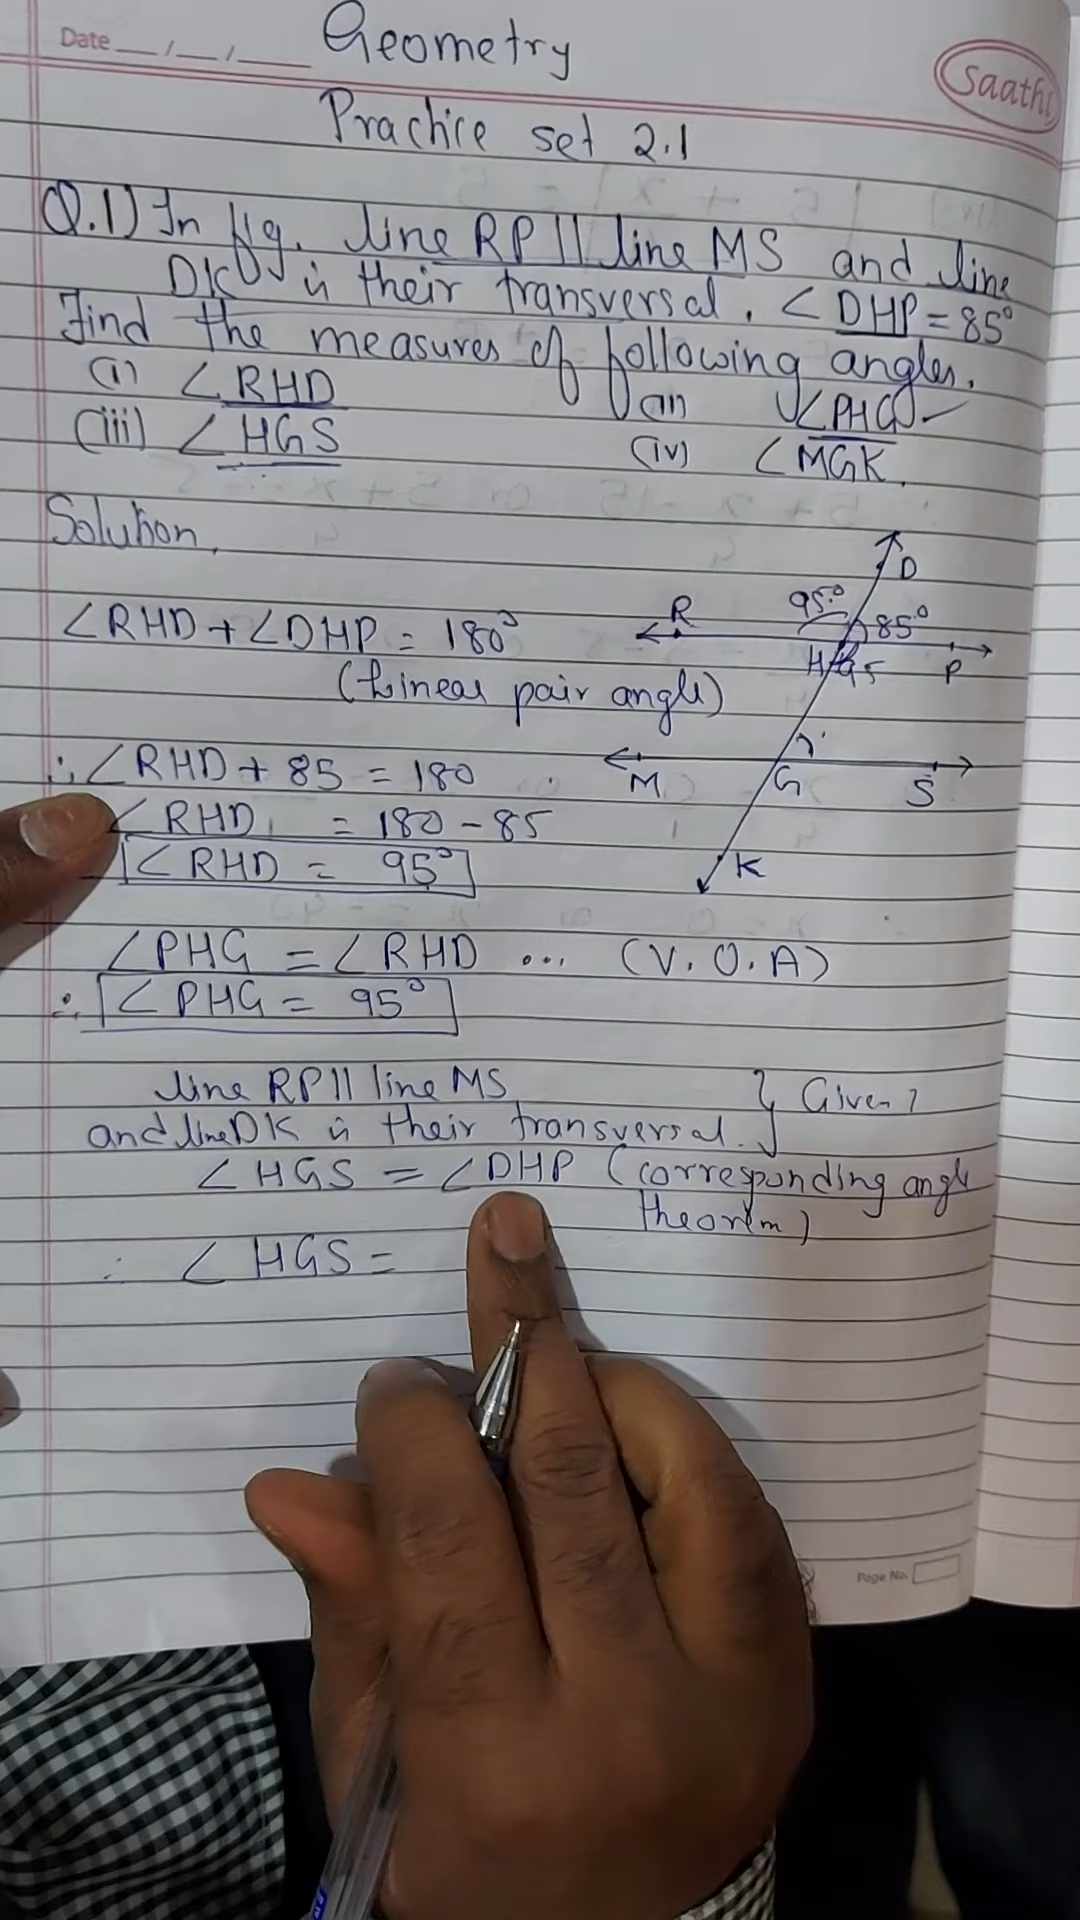 Date __/__/____
Geometry
Saathi
Practice set 2.1
Q.1) In fig. line RP || line MS and line
DK is their transversal. ∠DHP = 85°
Find the measures of following angles.
(i) ∠RHD (ii) ∠PHG
(iii) ∠HGS (iv) ∠MGK.
Solution,
D
95° 85°
R H P
M G S
K
∠RHD + ∠DHP = 180°
(Linear pair angle)
∴ ∠RHD + 85 = 180
∠RHD = 180 - 85
∠RHD = 95°
∠PHG = ∠RHD ... (V.O.A)
∴ ∠PHG = 95°
line RP || line MS } Given
and line DK is their transversal.
∠HGS = ∠DHP (corresponding angle
theorem)
∴ ∠HGS =
Page No.